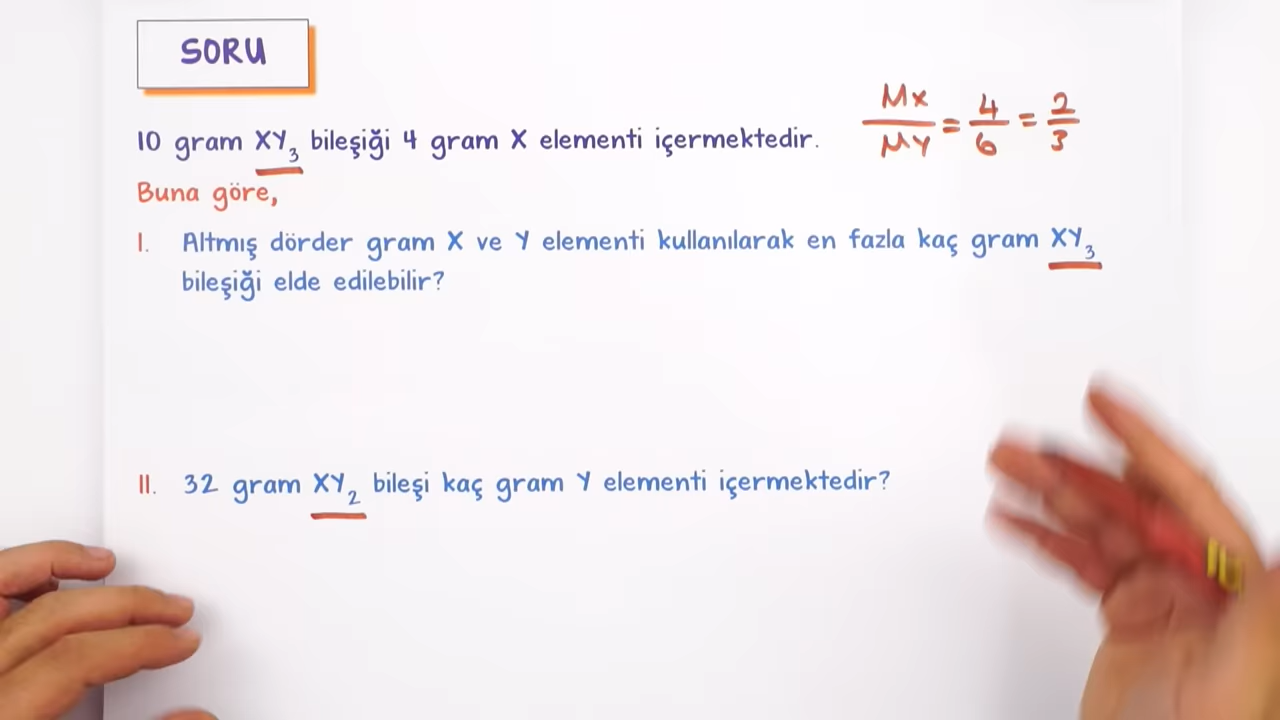 SORU
10 gram XY₃ bileşiği 4 gram X elementi içermektedir.
Mx/My = 4/6 = 2/3
Buna göre,
I. Altmış dörder gram X ve Y elementi kullanılarak en fazla kaç gram XY₃
bileşiği elde edilebilir?
II. 32 gram XY₂ bileşi kaç gram Y elementi içermektedir?